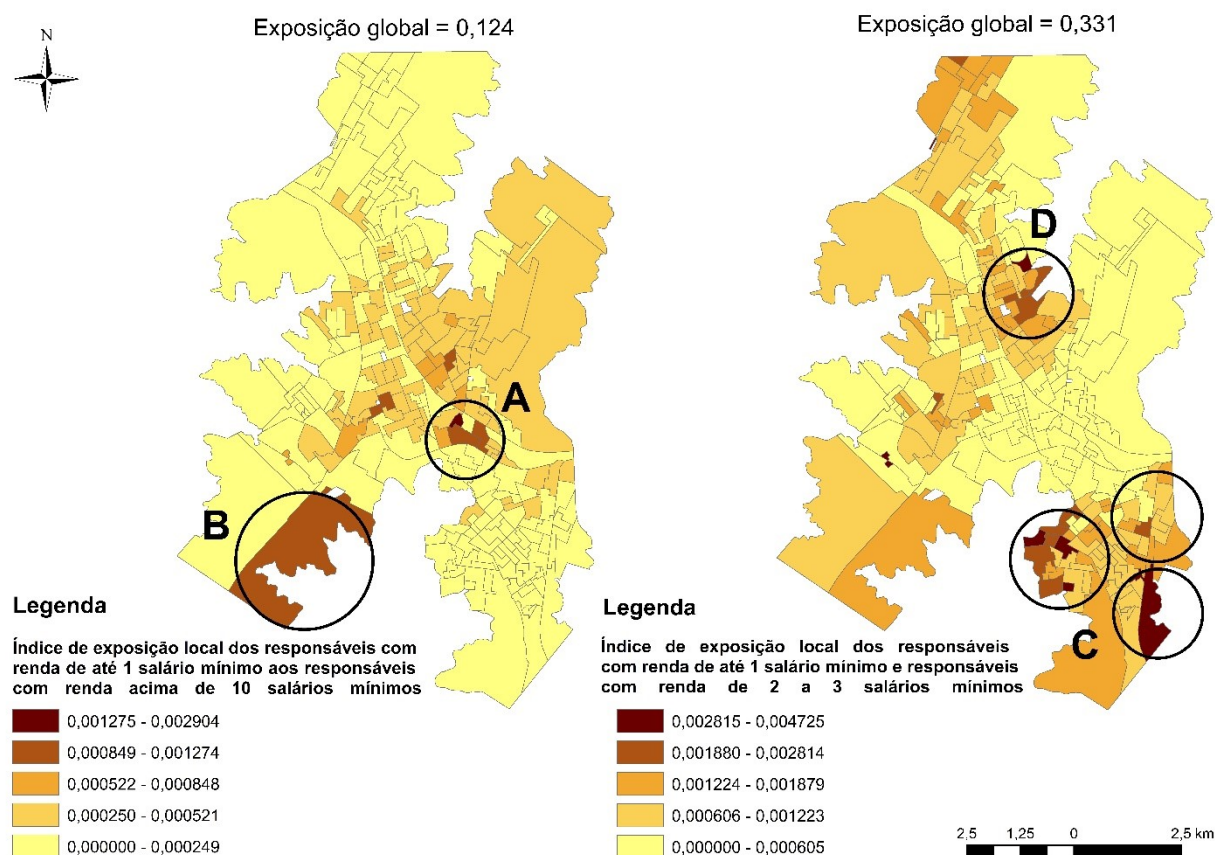 Exposição global = 0,124
Exposição global = 0,331
N
A
B
D
C
Legenda
Índice de exposição local dos responsáveis com
renda de até 1 salário mínimo aos responsáveis
com renda acima de 10 salários mínimos
0,001275 - 0,002904
0,000849 - 0,001274
0,000522 - 0,000848
0,000250 - 0,000521
0,000000 - 0,000249
Legenda
Índice de exposição local dos responsáveis
com renda de até 1 salário mínimo e responsáveis
com renda de 2 a 3 salários mínimos
0,002815 - 0,004725
0,001880 - 0,002814
0,001224 - 0,001879
0,000606 - 0,001223
0,000000 - 0,000605
2,5 1,25 0 2,5 km